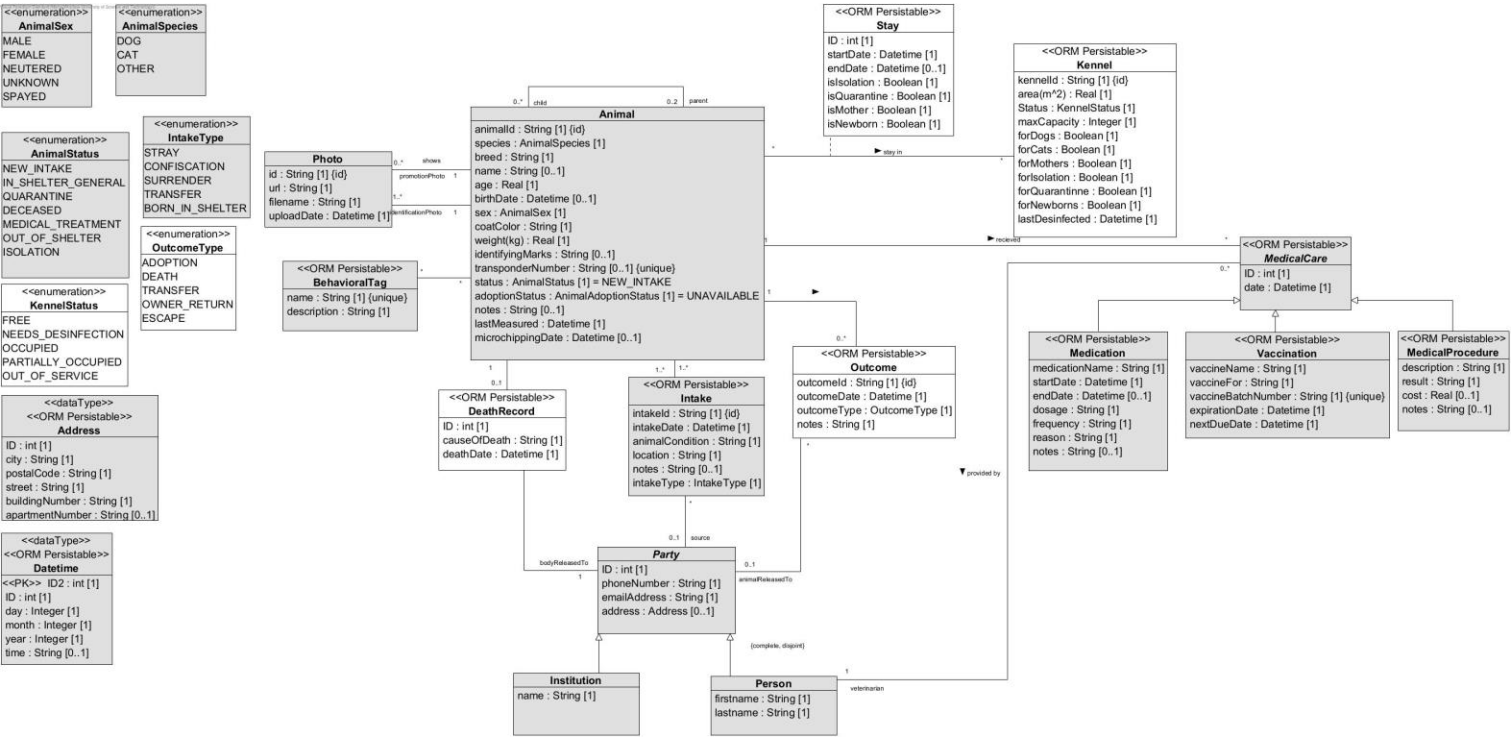 <<enumeration>>
AnimalSex
MALE
FEMALE
NEUTERED
UNKNOWN
SPAYED
<<enumeration>>
AnimalSpecies
DOG
CAT
OTHER
<<enumeration>>
AnimalStatus
NEW_INTAKE
IN_SHELTER_GENERAL
QUARANTINE
DECEASED
MEDICAL_TREATMENT
OUT_OF_SHELTER
ISOLATION
<<enumeration>>
IntakeType
STRAY
CONFISCATION
SURRENDER
TRANSFER
BORN_IN_SHELTER
<<enumeration>>
OutcomeType
ADOPTION
DEATH
TRANSFER
OWNER_RETURN
ESCAPE
<<enumeration>>
KennelStatus
FREE
NEEDS_DESINFECTION
OCCUPIED
PARTIALLY_OCCUPIED
OUT_OF_SERVICE
<<dataType>>
<<ORM Persistable>>
Address
ID : int [1]
city : String [1]
postalCode : String [1]
street : String [1]
buildingNumber : String [1]
apartmentNumber : String [0..1]
<<dataType>>
<<ORM Persistable>>
Datetime
<<PK>> ID2 : int [1]
ID : int [1]
day : Integer [1]
month : Integer [1]
year : Integer [1]
time : String [0..1]
Photo
id : String [1] {id}
url : String [1]
filename : String [1]
uploadDate : Datetime [1]
0..* shows
promotionPhoto 1
1..*
identificationPhoto 1
<<ORM Persistable>>
BehavioralTag
name : String [1] {unique}
description : String [1]
*
*
0..* child
0..2 parent
Animal
animalId : String [1] {id}
species : AnimalSpecies [1]
breed : String [1]
name : String [0..1]
age : Real [1]
birthDate : Datetime [0..1]
sex : AnimalSex [1]
coatColor : String [1]
weight(kg) : Real [1]
identifyingMarks : String [0..1]
transponderNumber : String [0..1] {unique}
status : AnimalStatus [1] = NEW_INTAKE
adoptionStatus : AnimalAdoptionStatus [1] = UNAVAILABLE
notes : String [0..1]
lastMeasured : Datetime [1]
microchippingDate : Datetime [0..1]
<<ORM Persistable>>
Stay
ID : int [1]
startDate : Datetime [1]
endDate : Datetime [0..1]
isIsolation : Boolean [1]
isQuarantine : Boolean [1]
isMother : Boolean [1]
isNewborn : Boolean [1]
*
stay in
*
<<ORM Persistable>>
Kennel
kennelId : String [1] {id}
area(m^2) : Real [1]
Status : KennelStatus [1]
maxCapacity : Integer [1]
forDogs : Boolean [1]
forCats : Boolean [1]
forMothers : Boolean [1]
forIsolation : Boolean [1]
forQuarantinne : Boolean [1]
forNewborns : Boolean [1]
lastDesinfected : Datetime [1]
1
recieved
*
<<ORM Persistable>>
MedicalCare
ID : int [1]
date : Datetime [1]
0..*
<<ORM Persistable>>
Medication
medicationName : String [1]
startDate : Datetime [1]
endDate : Datetime [0..1]
dosage : String [1]
frequency : String [1]
reason : String [1]
notes : String [0..1]
<<ORM Persistable>>
Vaccination
vaccineName : String [1]
vaccineFor : String [1]
vaccineBatchNumber : String [1] {unique}
expirationDate : Datetime [1]
nextDueDate : Datetime [1]
<<ORM Persistable>>
MedicalProcedure
description : String [1]
result : String [1]
cost : Real [0..1]
notes : String [0..1]
1
0..*
<<ORM Persistable>>
Outcome
outcomeId : String [1] {id}
outcomeDate : Datetime [1]
outcomeType : OutcomeType [1]
notes : String [1]
*
1
0..1
<<ORM Persistable>>
DeathRecord
ID : int [1]
causeOfDeath : String [1]
deathDate : Datetime [1]
1..*
1..*
<<ORM Persistable>>
Intake
intakeId : String [1] {id}
intakeDate : Datetime [1]
animalCondition : String [1]
location : String [1]
notes : String [0..1]
intakeType : IntakeType [1]
*
provided by
0..1 source
bodyReleasedTo
1
Party
ID : int [1]
phoneNumber : String [1]
emailAddress : String [1]
address : Address [0..1]
0..1
animalReleasedTo
{complete, disjoint}
Institution
name : String [1]
Person
firstname : String [1]
lastname : String [1]
1
veterinarian